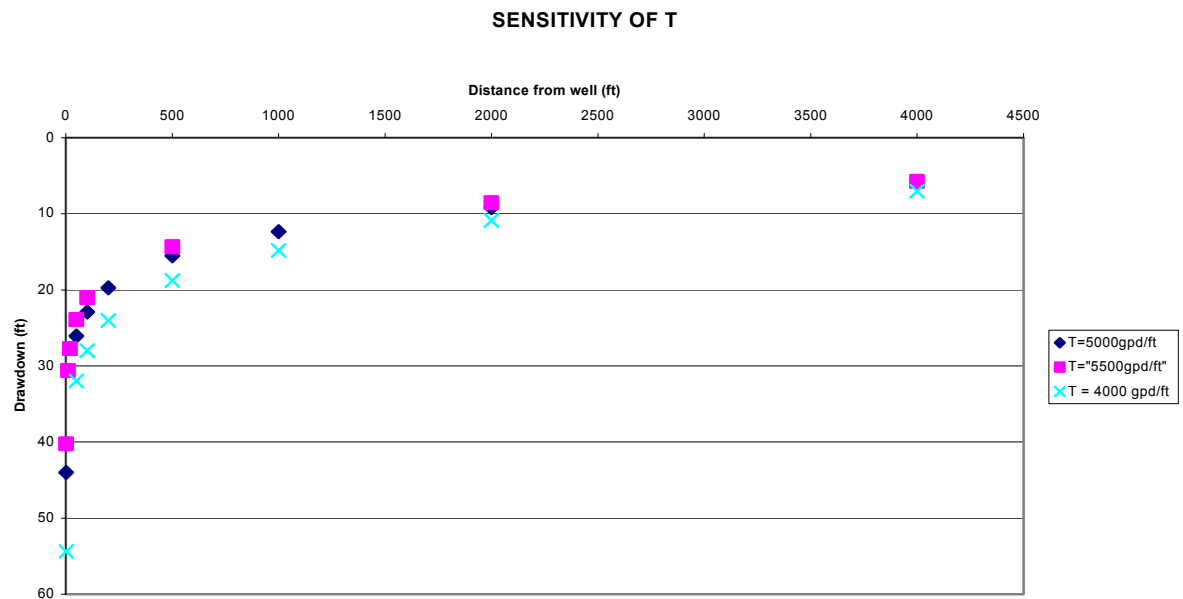 SENSITIVITY OF T
Distance from well (ft)
0 500 1000 1500 2000 2500 3000 3500 4000 4500
0
10
20
30
40
50
60
Drawdown (ft)
T=5000gpd/ft
T="5500gpd/ft"
T = 4000 gpd/ft